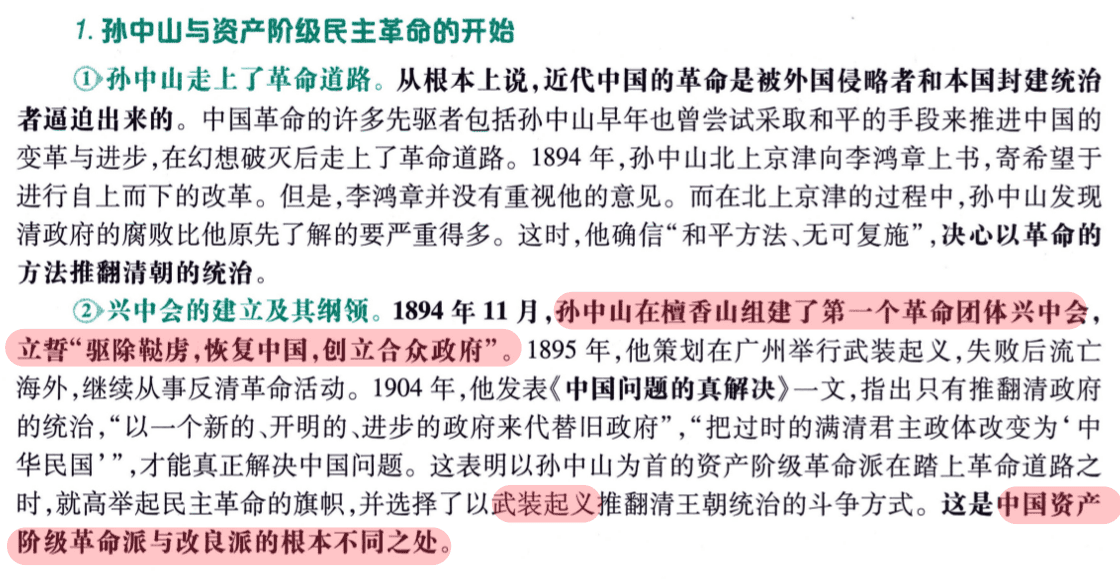 1. 孙中山与资产阶级民主革命的开始
①孙中山走上了革命道路。从根本上说,近代中国的革命是被外国侵略者和本国封建统治
者逼迫出来的。中国革命的许多先驱者包括孙中山早年也曾尝试采取和平的手段来推进中国的
变革与进步,在幻想破灭后走上了革命道路。1894 年,孙中山北上京津向李鸿章上书,寄希望于
进行自上而下的改革。但是,李鸿章并没有重视他的意见。而在北上京津的过程中,孙中山发现
清政府的腐败比他原先了解的要严重得多。这时,他确信“和平方法、无可复施”,决心以革命的
方法推翻清朝的统治。
②兴中会的建立及其纲领。1894 年 11 月,孙中山在檀香山组建了第一个革命团体兴中会,
立誓“驱除鞑虏,恢复中国,创立合众政府”。1895 年,他策划在广州举行武装起义,失败后流亡
海外,继续从事反清革命活动。1904 年,他发表《中国问题的真解决》一文,指出只有推翻清政府
的统治,“以一个新的、开明的、进步的政府来代替旧政府”,“把过时的满清君主政体改变为‘中
华民国’”,才能真正解决中国问题。这表明以孙中山为首的资产阶级革命派在踏上革命道路之
时,就高举起民主革命的旗帜,并选择了以武装起义推翻清王朝统治的斗争方式。这是中国资产
阶级革命派与改良派的根本不同之处。